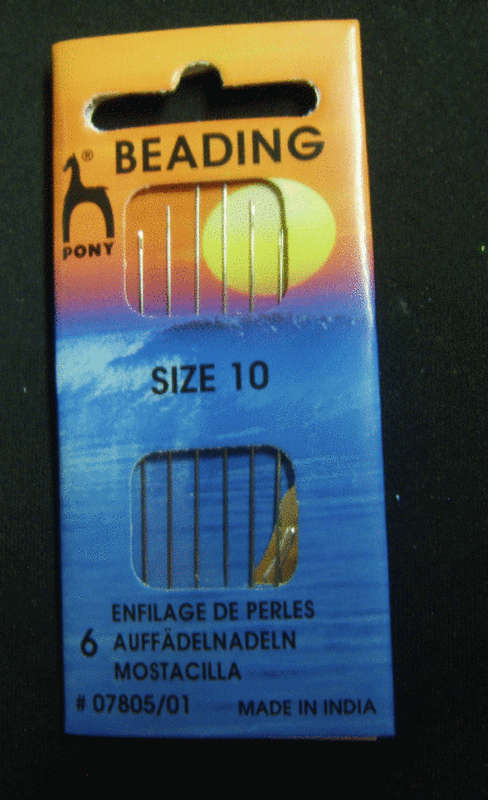 BEADING
®
PONY
SIZE 10
ENFILAGE DE PERLES
6 AUFFÄDELNADELN
MOSTACILLA
# 07805/01 MADE IN INDIA